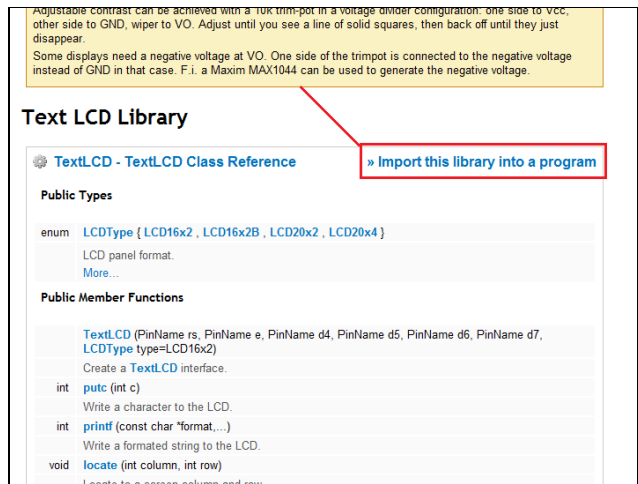 Adjustable contrast can be achieved with a 10k trim-pot in a voltage divider configuration: one side to Vcc,
other side to GND, wiper to VO. Adjust until you see a line of solid squares, then back off until they just
disappear.
Some displays need a negative voltage at VO. One side of the trimpot is connected to the negative voltage
instead of GND in that case. F.i. a Maxim MAX1044 can be used to generate the negative voltage.
Text LCD Library
TextLCD - TextLCD Class Reference
» Import this library into a program
Public Types
enum LCDType { LCD16x2 , LCD16x2B , LCD20x2 , LCD20x4 }
LCD panel format.
More...
Public Member Functions
TextLCD (PinName rs, PinName e, PinName d4, PinName d5, PinName d6, PinName d7,
LCDType type=LCD16x2)
Create a TextLCD interface.
int putc (int c)
Write a character to the LCD.
int printf (const char *format,...)
Write a formated string to the LCD.
void locate (int column, int row)
Locate to a screen column and row.